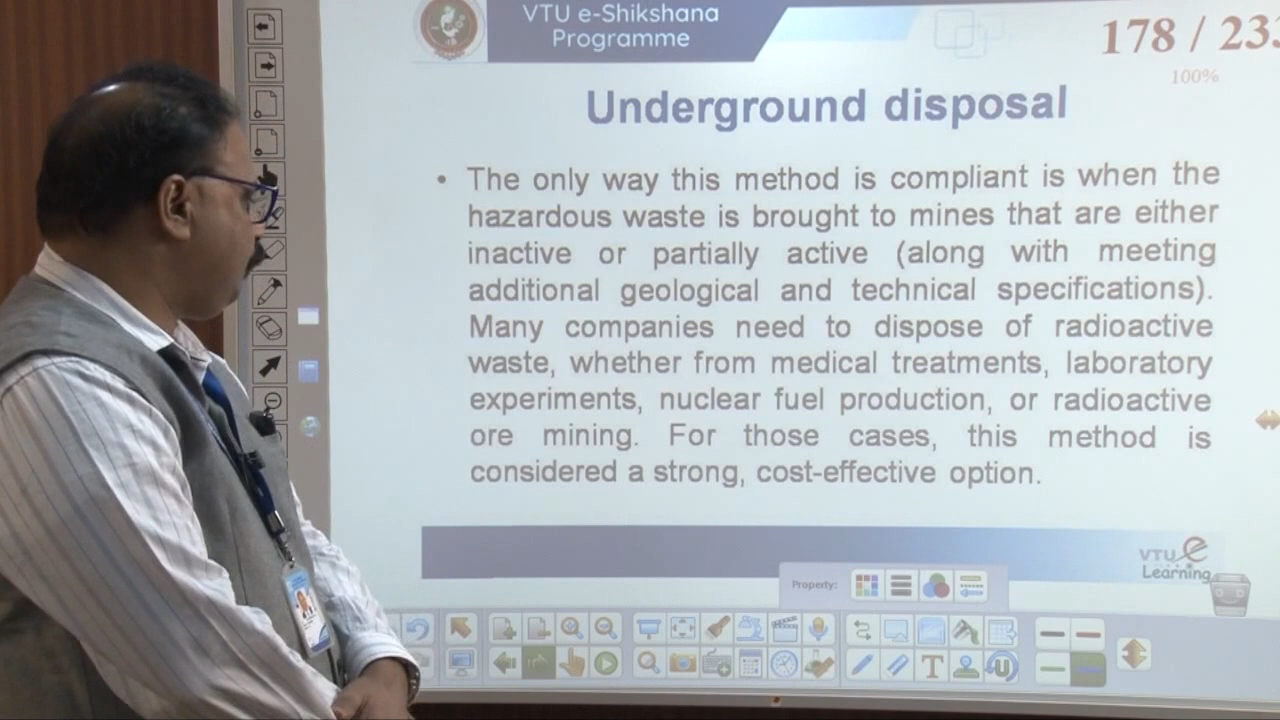 VTU e-Shikshana
Programme
178 / 233
100%
Underground disposal
• The only way this method is compliant is when the
hazardous waste is brought to mines that are either
inactive or partially active (along with meeting
additional geological and technical specifications).
Many companies need to dispose of radioactive
waste, whether from medical treatments, laboratory
experiments, nuclear fuel production, or radioactive
ore mining. For those cases, this method is
considered a strong, cost-effective option.
VTU e
Learning
Property: